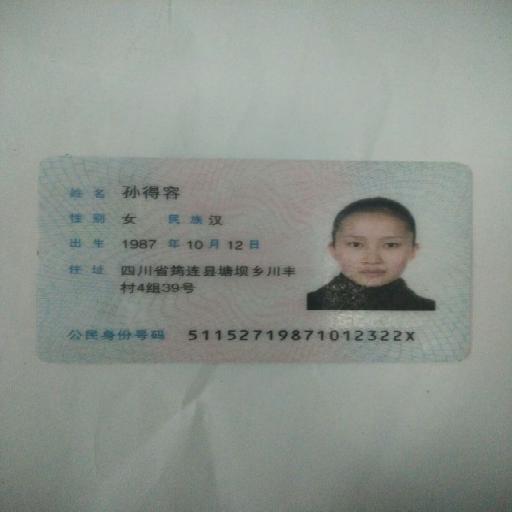 姓名 孙得容
性别 女 民族 汉
出生 1987 年 10 月 12 日
住址 四川省筠连县塘坝乡川丰
村4组39号
公民身份号码 51152719871012322X